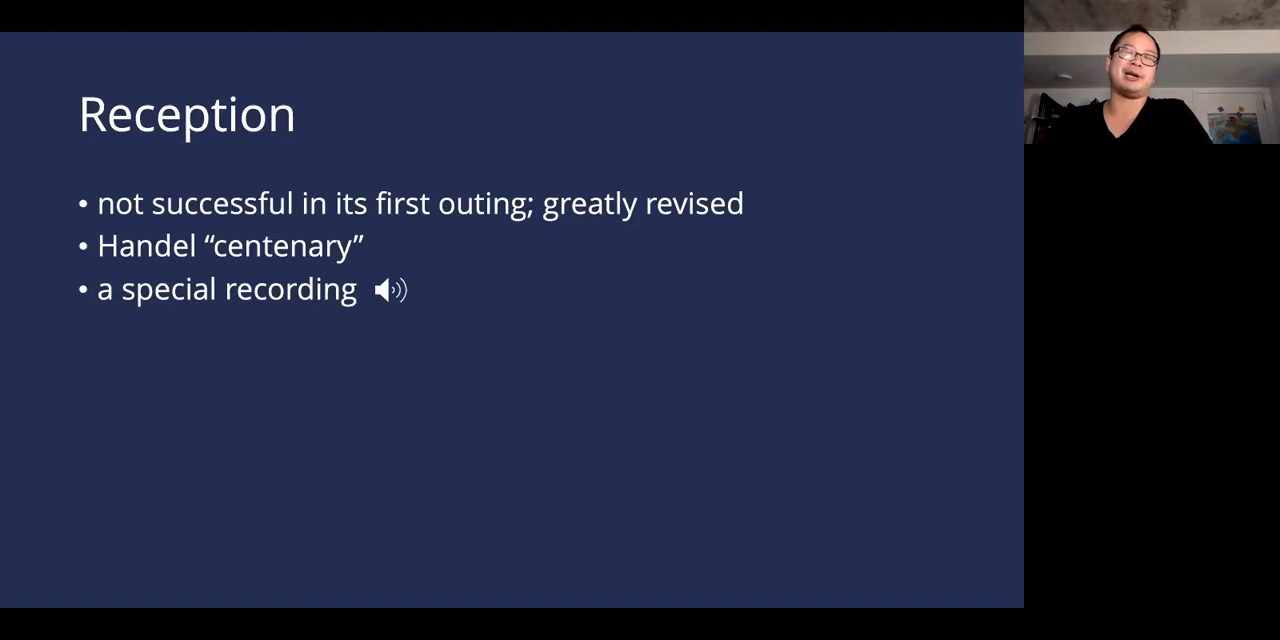 Reception
• not successful in its first outing; greatly revised
• Handel “centenary”
• a special recording